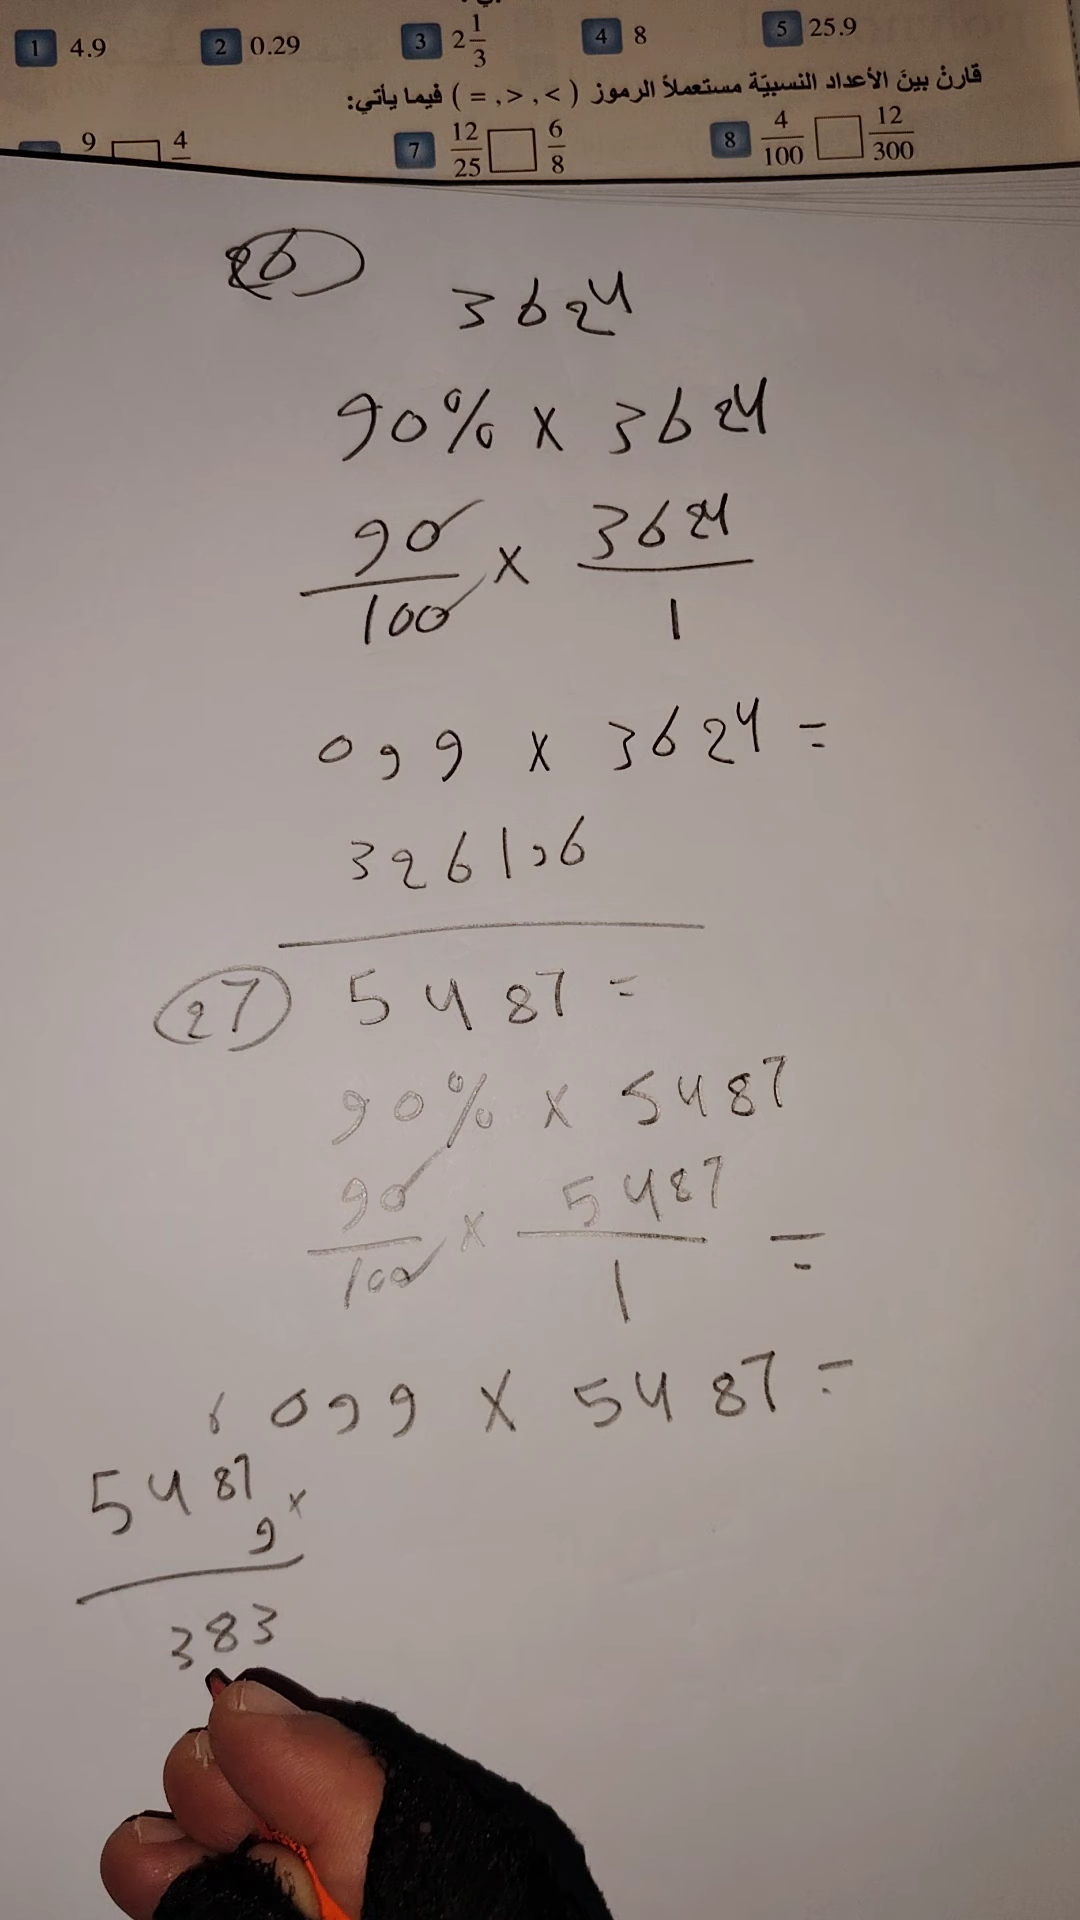 1 4.9 2 0.29 3 2 1/3 4 8 5 25.9
قارنْ بينَ الأعداد النسبيّة مستعملاً الرموز ( > ، < ، = ) فيما يأتي:
9 □ 4 7 12/25 □ 6/8 8 4/100 □ 12/300
26
3624
90% x 3624
90/100 x 3624/1
0,9 x 3624 =
3261,6
27 5487 =
90% x 5487
90/100 x 5487/1 =
0,9 x 5487 =
5487
9 x
383